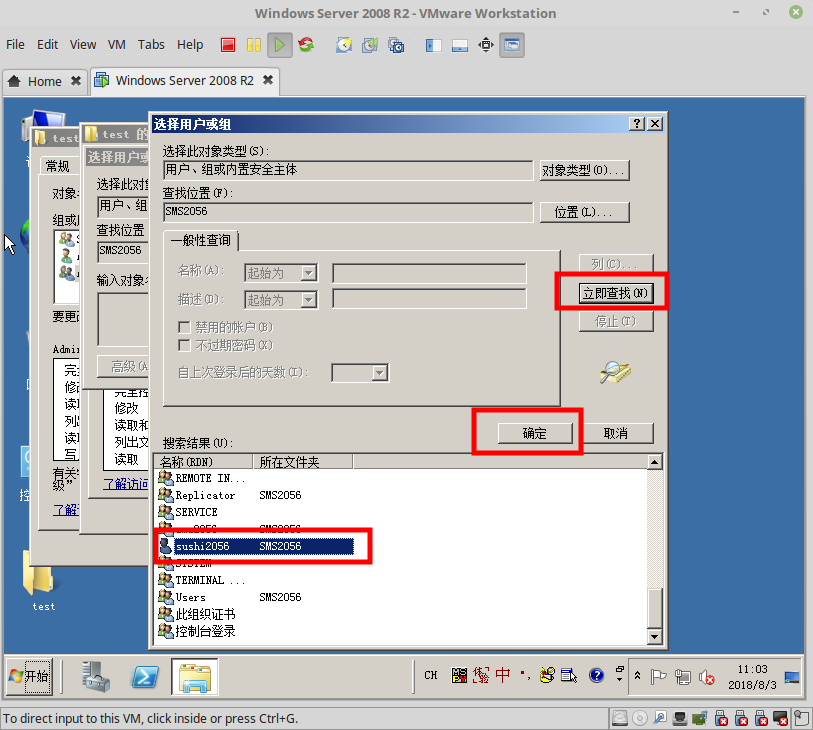 Windows Server 2008 R2 - VMware Workstation
File Edit View VM Tabs Help
Home Windows Server 2008 R2
test
test 的
选择用户或组
选择此对象类型(S):
用户、组或内置安全主体
对象类型(O)...
查找位置(F):
SMS2056
位置(L)...
一般性查询
名称(A): 起始为
描述(D): 起始为
禁用的帐户(B)
不过期密码(X)
自上次登录后的天数(I):
列(C)...
立即查找(N)
停止(T)
确定
取消
搜索结果(U):
名称(RDN) 所在文件夹
REMOTE IN...
Replicator SMS2056
SERVICE
sms2056 SMS2056
sushi2056 SMS2056
SYSTEM
TERMINAL ...
Users SMS2056
此组织证书
控制台登录
选择用户或
选择此对
用户、组
查找位置
SMS2056
输入对象
高级(A
修改
读取和
列出文
读取
了解访问
常规
对象
组或
要更
Admi
完
修
读
列
读
写
有关
级”
了解
test
开始
CH
中
11:03
2018/8/3
To direct input to this VM, click inside or press Ctrl+G.